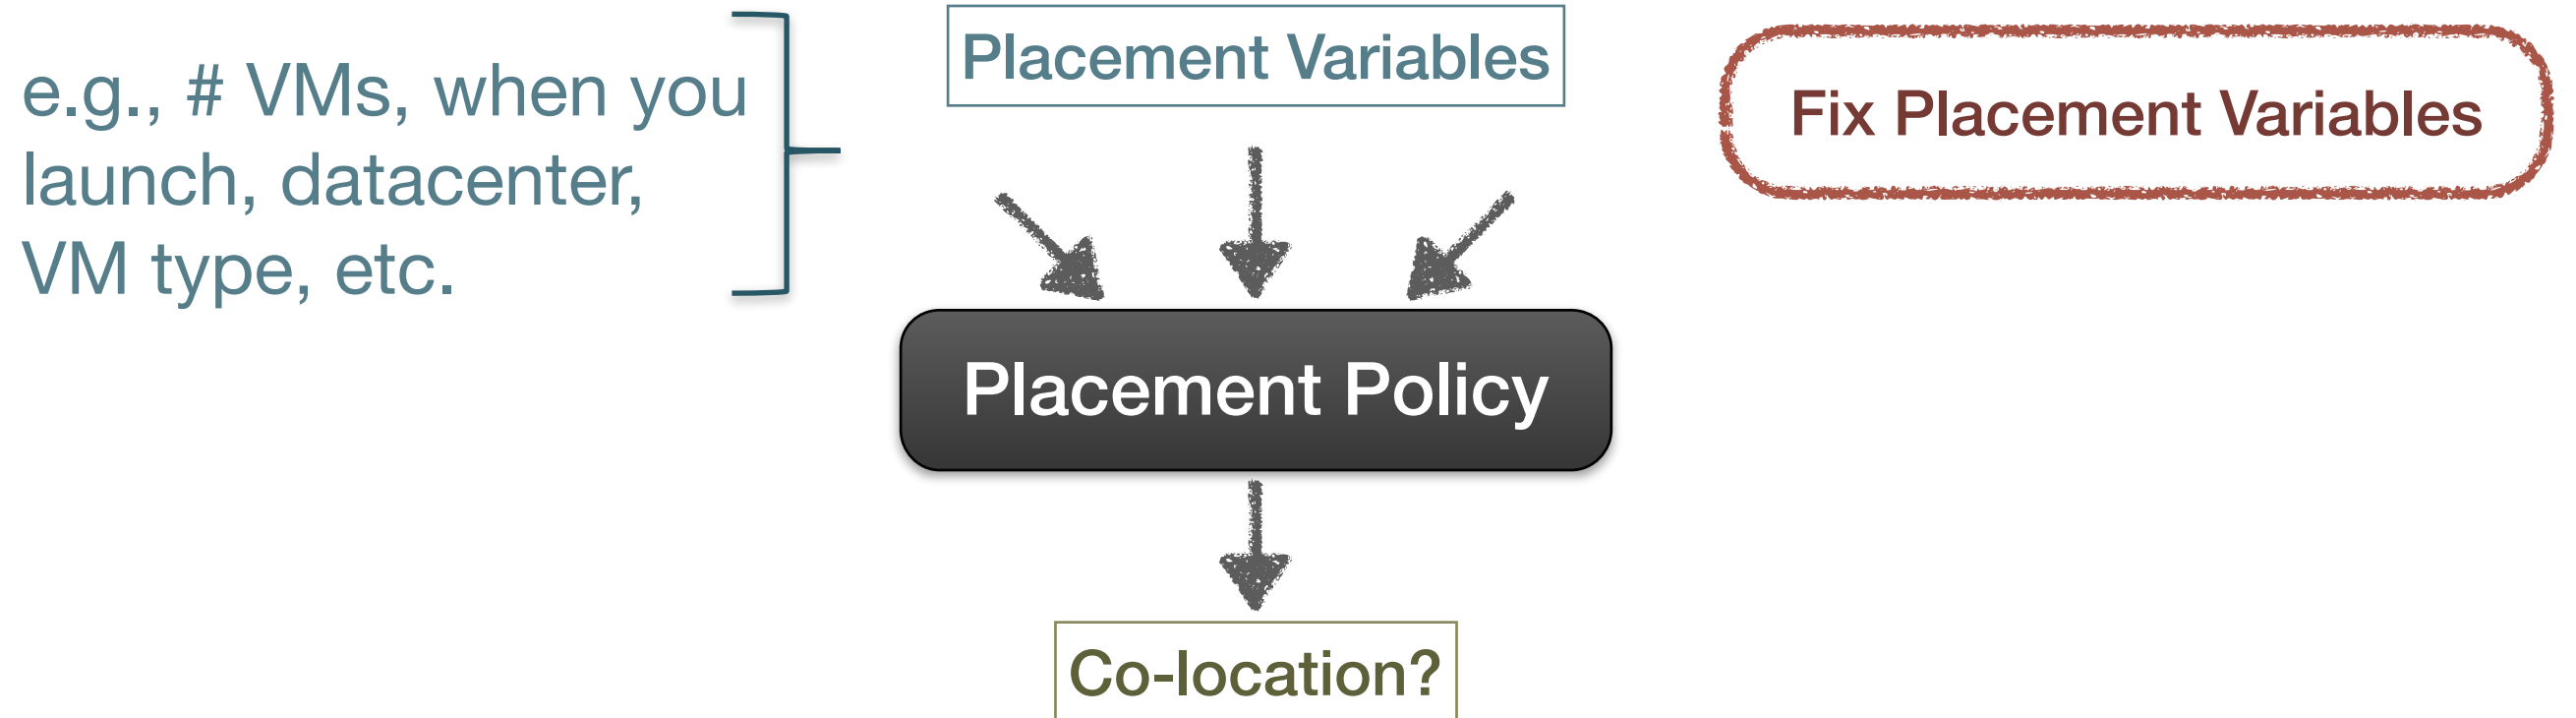 e.g., # VMs, when you
launch, datacenter,
VM type, etc.
Placement Variables
Fix Placement Variables
Placement Policy
Co-location?